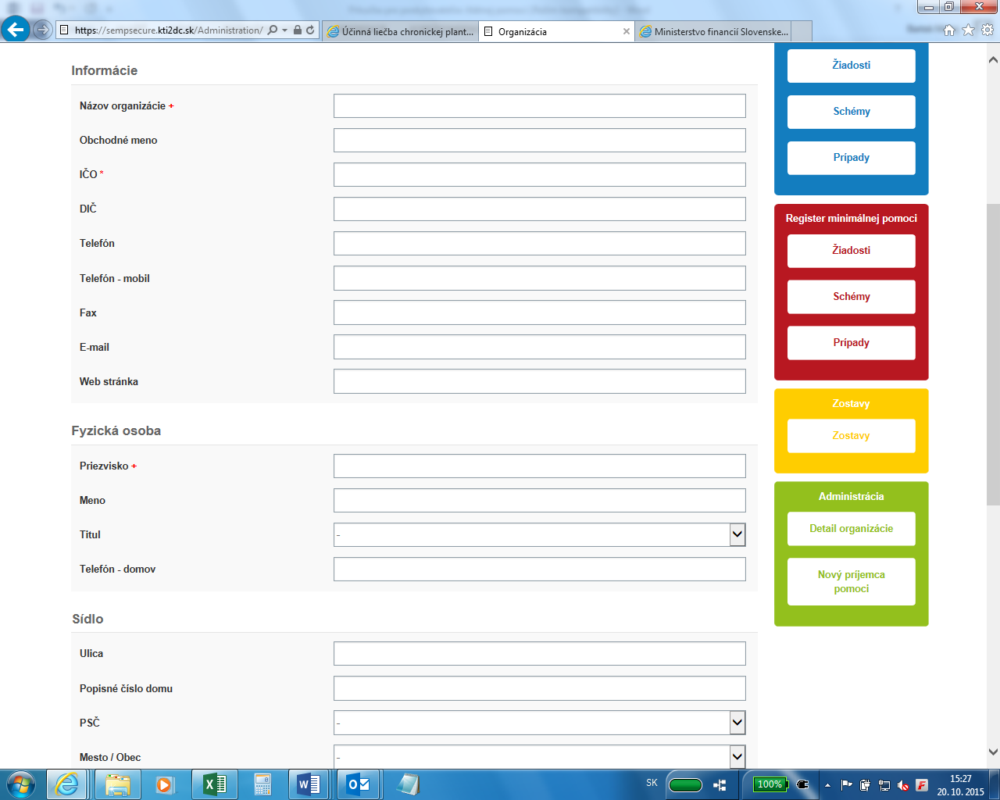 https://sempsecure.kti2dc.sk/Administration/
Účinná liečba chronickej plant...
Organizácia
Ministerstvo financií Slovenske...
Informácie
Názov organizácie +
Obchodné meno
IČO *
DIČ
Telefón
Telefón - mobil
Fax
E-mail
Web stránka
Fyzická osoba
Priezvisko +
Meno
Titul
-
Telefón - domov
Sídlo
Ulica
Popisné číslo domu
PSČ
-
Mesto / Obec
-
Žiadosti
Schémy
Prípady
Register minimálnej pomoci
Žiadosti
Schémy
Prípady
Zostavy
Zostavy
Administrácia
Detail organizácie
Nový príjemca
pomoci
SK
100%
15:27
20. 10. 2015